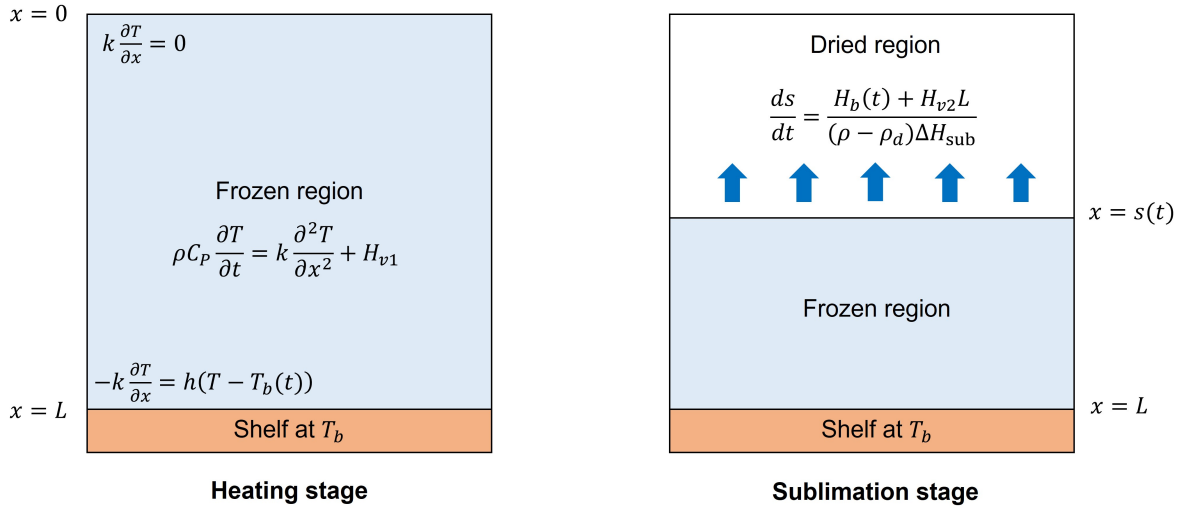 x = 0
k ∂T/∂x = 0
Frozen region
ρC_P ∂T/∂t = k ∂²T/∂x² + H_v1
−k ∂T/∂x = h(T − T_b(t))
x = L
Shelf at T_b
Heating stage
Dried region
ds/dt = (H_b(t) + H_v2 L)/((ρ − ρ_d)ΔH_sub)
x = s(t)
Frozen region
x = L
Shelf at T_b
Sublimation stage